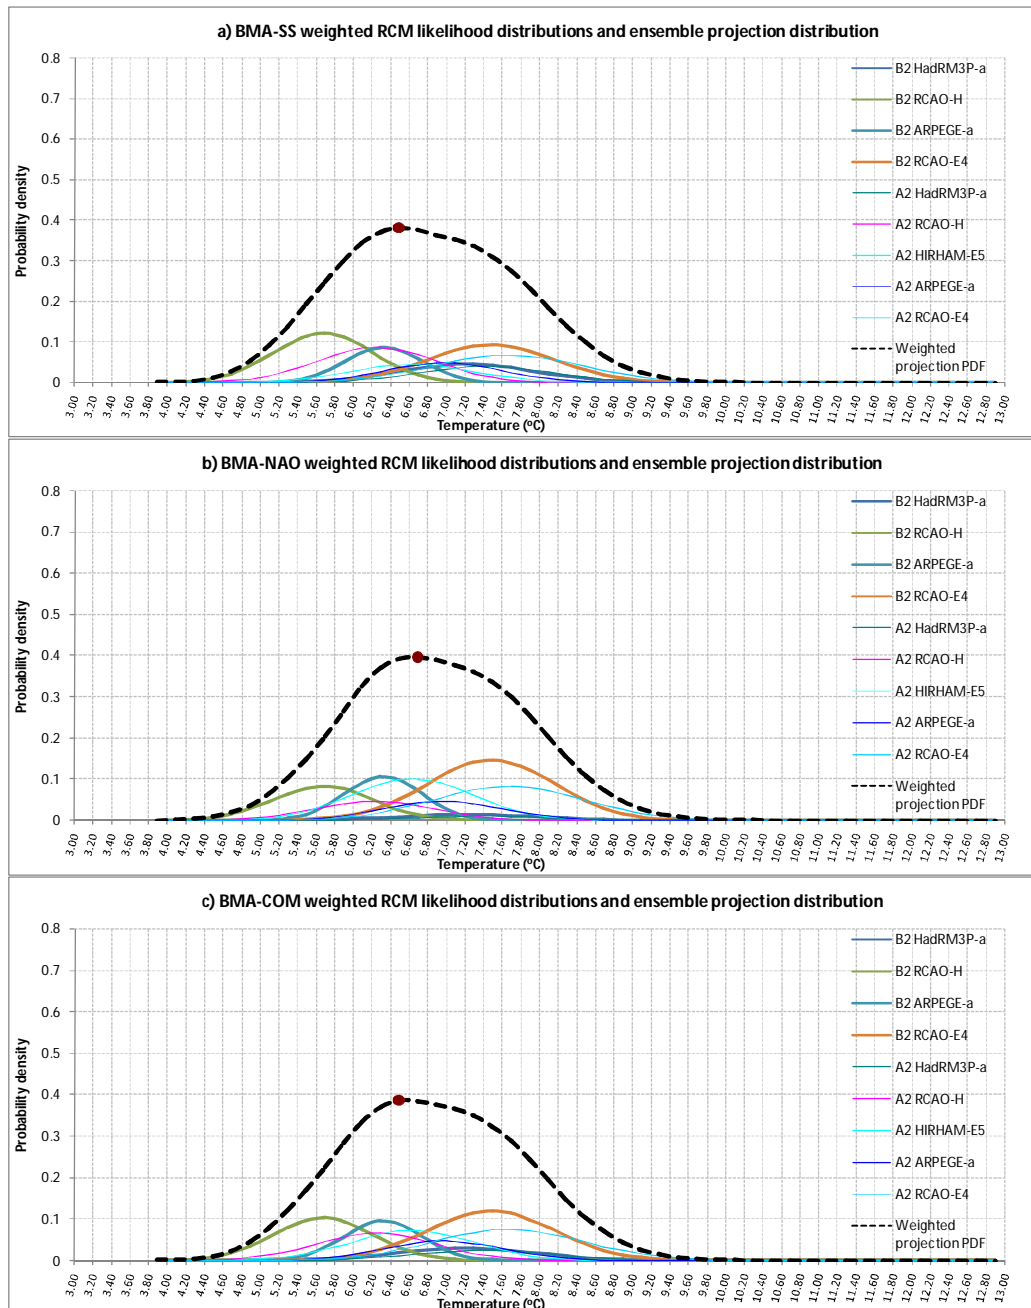 a) BMA-SS weighted RCM likelihood distributions and ensemble projection distribution
0.8
0.7
0.6
0.5
0.4
0.3
0.2
0.1
0
Probability density
B2 HadRM3P-a
B2 RCAO-H
B2 ARPEGE-a
B2 RCAO-E4
A2 HadRM3P-a
A2 RCAO-H
A2 HIRHAM-E5
A2 ARPEGE-a
A2 RCAO-E4
Weighted
projection PDF
3.00 3.20 3.40 3.60 3.80 4.00 4.20 4.40 4.60 4.80 5.00 5.20 5.40 5.60 5.80 6.00 6.20 6.40 6.60 6.80 7.00 7.20 7.40 7.60 7.80 8.00 8.20 8.40 8.60 8.80 9.00 9.20 9.40 9.60 9.80 10.00 10.20 10.40 10.60 10.80 11.00 11.20 11.40 11.60 11.80 12.00 12.20 12.40 12.60 12.80 13.00
Temperature (ºC)
b) BMA-NAO weighted RCM likelihood distributions and ensemble projection distribution
0.8
0.7
0.6
0.5
0.4
0.3
0.2
0.1
0
Probability density
B2 HadRM3P-a
B2 RCAO-H
B2 ARPEGE-a
B2 RCAO-E4
A2 HadRM3P-a
A2 RCAO-H
A2 HIRHAM-E5
A2 ARPEGE-a
A2 RCAO-E4
Weighted
projection PDF
3.00 3.20 3.40 3.60 3.80 4.00 4.20 4.40 4.60 4.80 5.00 5.20 5.40 5.60 5.80 6.00 6.20 6.40 6.60 6.80 7.00 7.20 7.40 7.60 7.80 8.00 8.20 8.40 8.60 8.80 9.00 9.20 9.40 9.60 9.80 10.00 10.20 10.40 10.60 10.80 11.00 11.20 11.40 11.60 11.80 12.00 12.20 12.40 12.60 12.80 13.00
Temperature (ºC)
c) BMA-COM weighted RCM likelihood distributions and ensemble projection distribution
0.8
0.7
0.6
0.5
0.4
0.3
0.2
0.1
0
Probability density
B2 HadRM3P-a
B2 RCAO-H
B2 ARPEGE-a
B2 RCAO-E4
A2 HadRM3P-a
A2 RCAO-H
A2 HIRHAM-E5
A2 ARPEGE-a
A2 RCAO-E4
Weighted
projection PDF
3.00 3.20 3.40 3.60 3.80 4.00 4.20 4.40 4.60 4.80 5.00 5.20 5.40 5.60 5.80 6.00 6.20 6.40 6.60 6.80 7.00 7.20 7.40 7.60 7.80 8.00 8.20 8.40 8.60 8.80 9.00 9.20 9.40 9.60 9.80 10.00 10.20 10.40 10.60 10.80 11.00 11.20 11.40 11.60 11.80 12.00 12.20 12.40 12.60 12.80 13.00
Temperature (ºC)